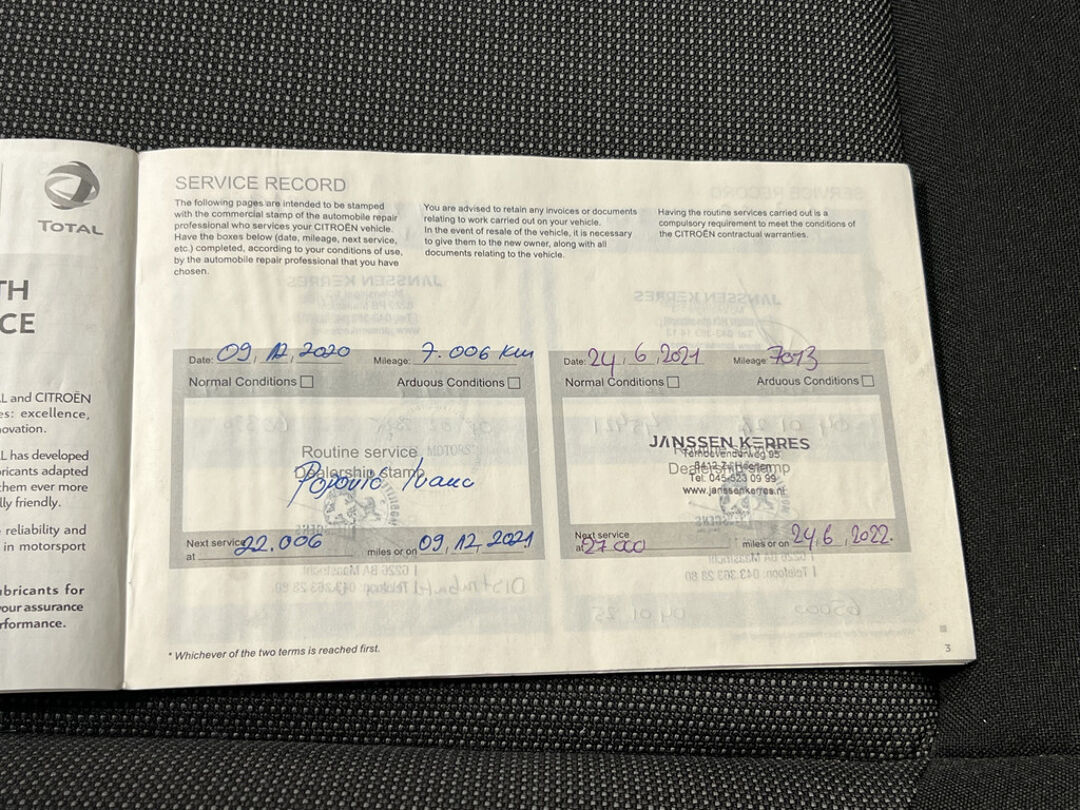 TOTAL
TH
CE
L and CITROËN
es: excellence,
ovation.
L has developed
ricants adapted
them ever more
lly friendly.
reliability and
in motorsport
bricants for
our assurance
rformance.
SERVICE RECORD
The following pages are intended to be stamped
with the commercial stamp of the automobile repair
professional who services your CITROËN vehicle.
Have the boxes below (date, mileage, next service,
etc.) completed, according to your conditions of use,
by the automobile repair professional that you have
chosen.
You are advised to retain any invoices or documents
relating to work carried out on your vehicle.
In the event of resale of the vehicle, it is necessary
to give them to the new owner, along with all
documents relating to the vehicle.
Having the routine services carried out is a
compulsory requirement to meet the conditions of
the CITROËN contractual warranties.
Date: 09, 12, 2020 Mileage: 7.006 km
Normal Conditions Arduous Conditions
Routine service
Dealership stamp
Popović Ivana
Next service
at 22.006 miles or on 09, 12, 2021
Date: 24, 6, 2021 Mileage 7073
Normal Conditions Arduous Conditions
JANSSEN KERRES
Dealership stamp
Tel: 045-523 09 99
www.janssenkerres.nl
Next service
at 27 000 miles or on 24, 6, 2022.
* Whichever of the two terms is reached first.
3